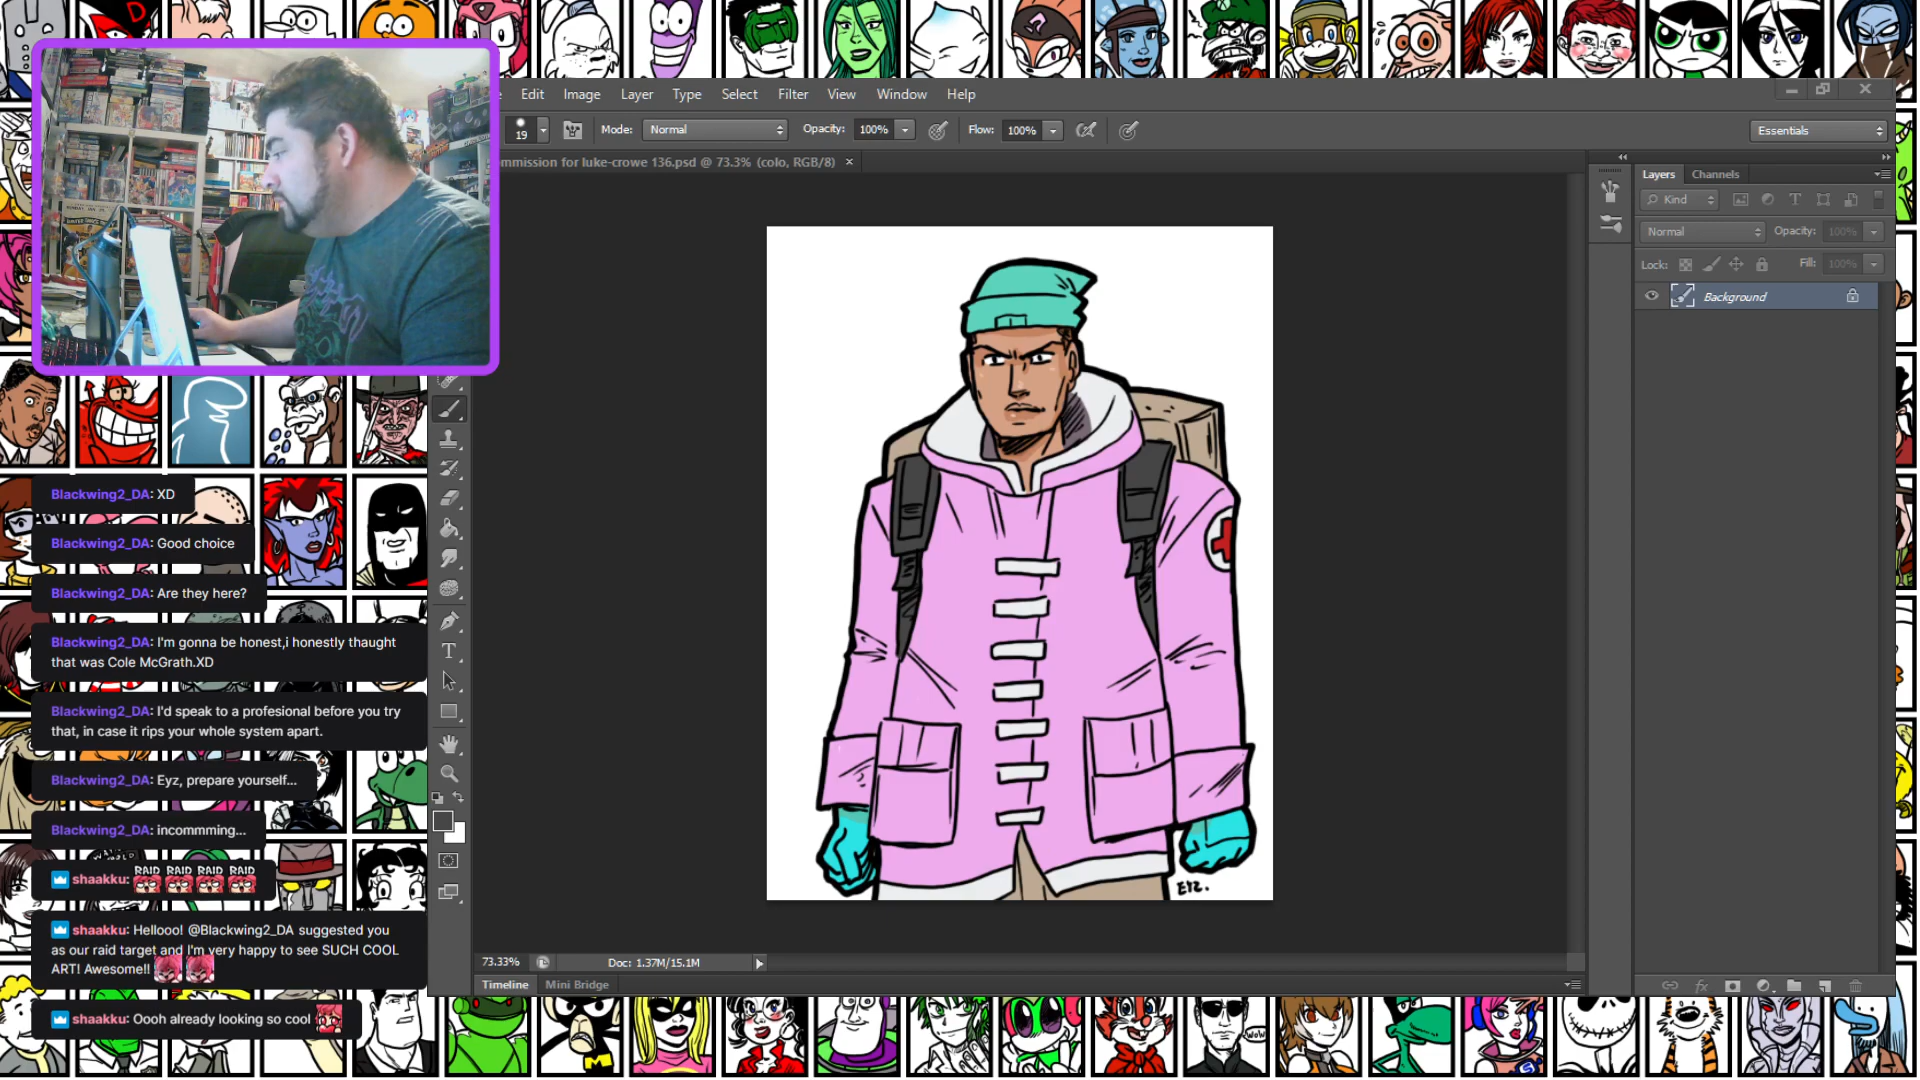 Edit Image Layer Type Select Filter View Window Help
19 Mode: Normal Opacity: 100% Flow: 100% Essentials
mmission for luke-crowe 136.psd @ 73.3% (colo, RGB/8) ×
Layers Channels
Kind
Normal Opacity: 100%
Lock: Fill: 100%
Background
Blackwing2_DA: XD
Blackwing2_DA: Good choice
Blackwing2_DA: Are they here?
Blackwing2_DA: I'm gonna be honest,i honestly thaught
that was Cole McGrath.XD
Blackwing2_DA: I'd speak to a profesional before you try
that, in case it rips your whole system apart.
Blackwing2_DA: Eyz, prepare yourself...
Blackwing2_DA: incommming...
shaakku: RAID RAID RAID RAID
shaakku: Hellooo! @Blackwing2_DA suggested you
as our raid target and I'm very happy to see SUCH COOL
ART! Awesome!!
shaakku: Oooh already looking so cool
EYZ.
73.33% Doc: 1.37M/15.1M
Timeline Mini Bridge
WOW